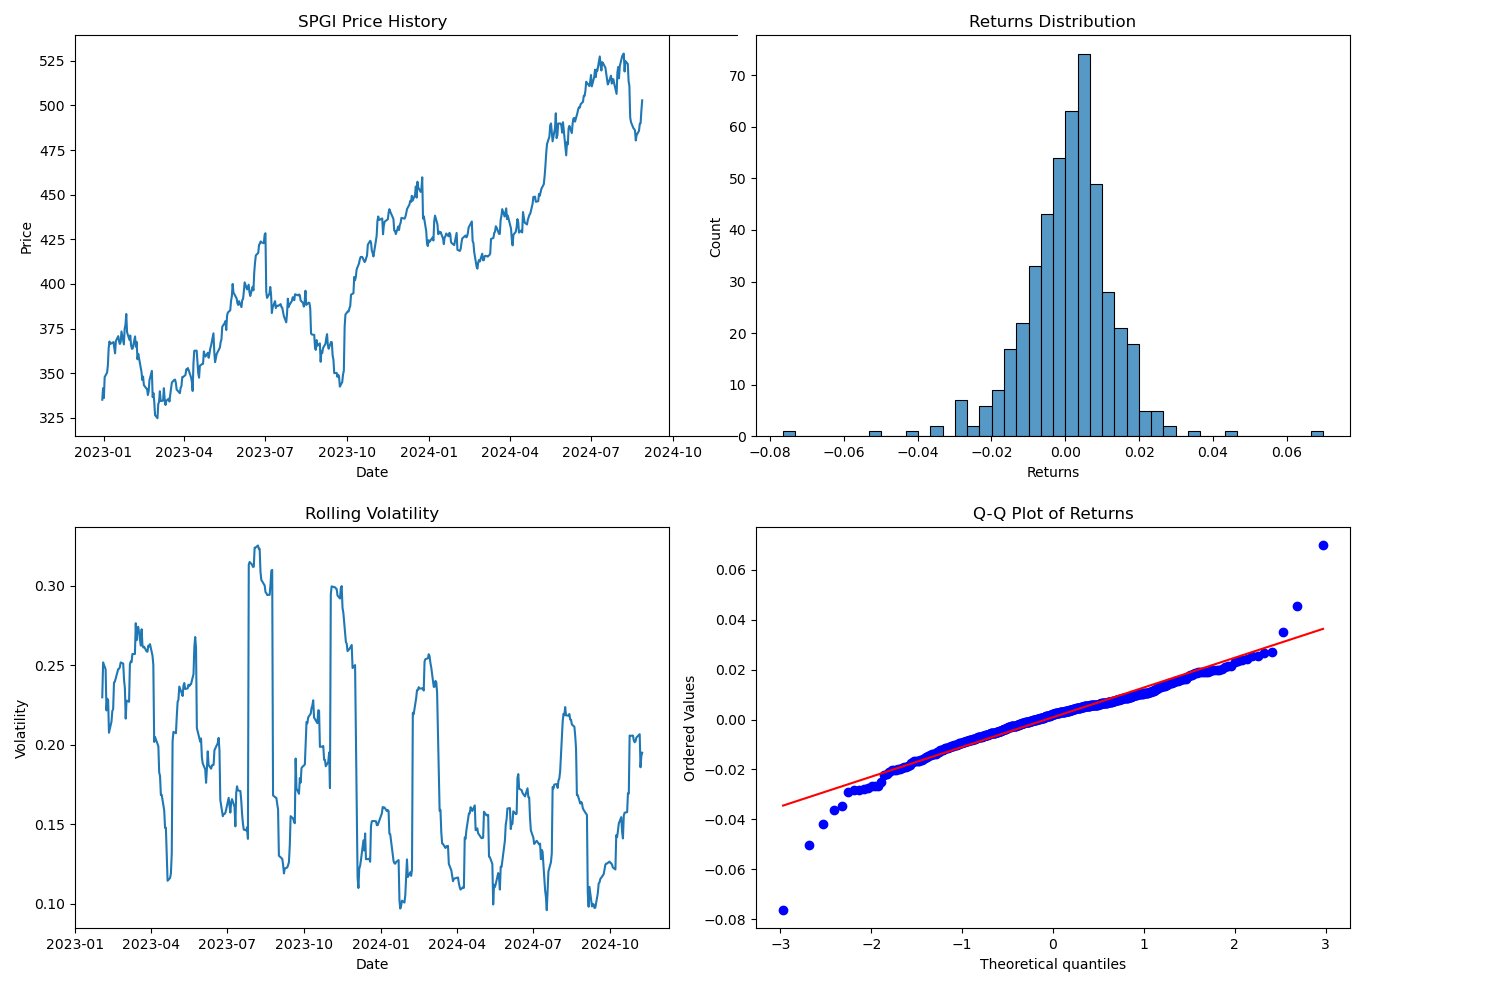 SPGI Price History
525
500
475
450
425
400
375
350
325
Price
2023-01 2023-04 2023-07 2023-10 2024-01 2024-04 2024-07 2024-10
Date
Returns Distribution
70
60
50
40
30
20
10
0
Count
−0.08 −0.06 −0.04 −0.02 0.00 0.02 0.04 0.06
Returns
Rolling Volatility
0.30
0.25
0.20
0.15
0.10
Volatility
2023-01 2023-04 2023-07 2023-10 2024-01 2024-04 2024-07 2024-10
Date
Q-Q Plot of Returns
0.06
0.04
0.02
0.00
−0.02
−0.04
−0.06
−0.08
Ordered Values
−3 −2 −1 0 1 2 3
Theoretical quantiles